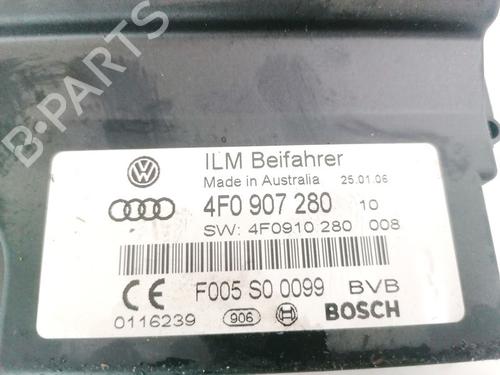 B-PARTS
ILM Beifahrer
Made in Australia 25.01.06
4F0 907 280 10
SW: 4F0910 280 008
F005 S0 0099 BVB
CE 0116239 906 BOSCH